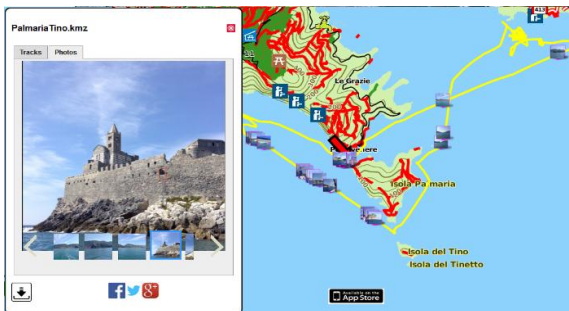 PalmariaTino.kmz
Tracks Photos
413
Le Grazie
Isola Palmaria
Isola del Tino
Isola del Tinetto
Available on the
App Store